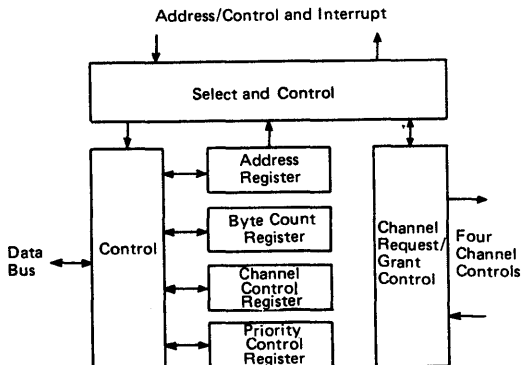 Address/Control and Interrupt
Select and Control
Address
Register
Byte Count
Register
Channel
Control
Register
Priority
Control
Register
Data
Bus
Control
Channel
Request/
Grant
Control
Four
Channel
Controls